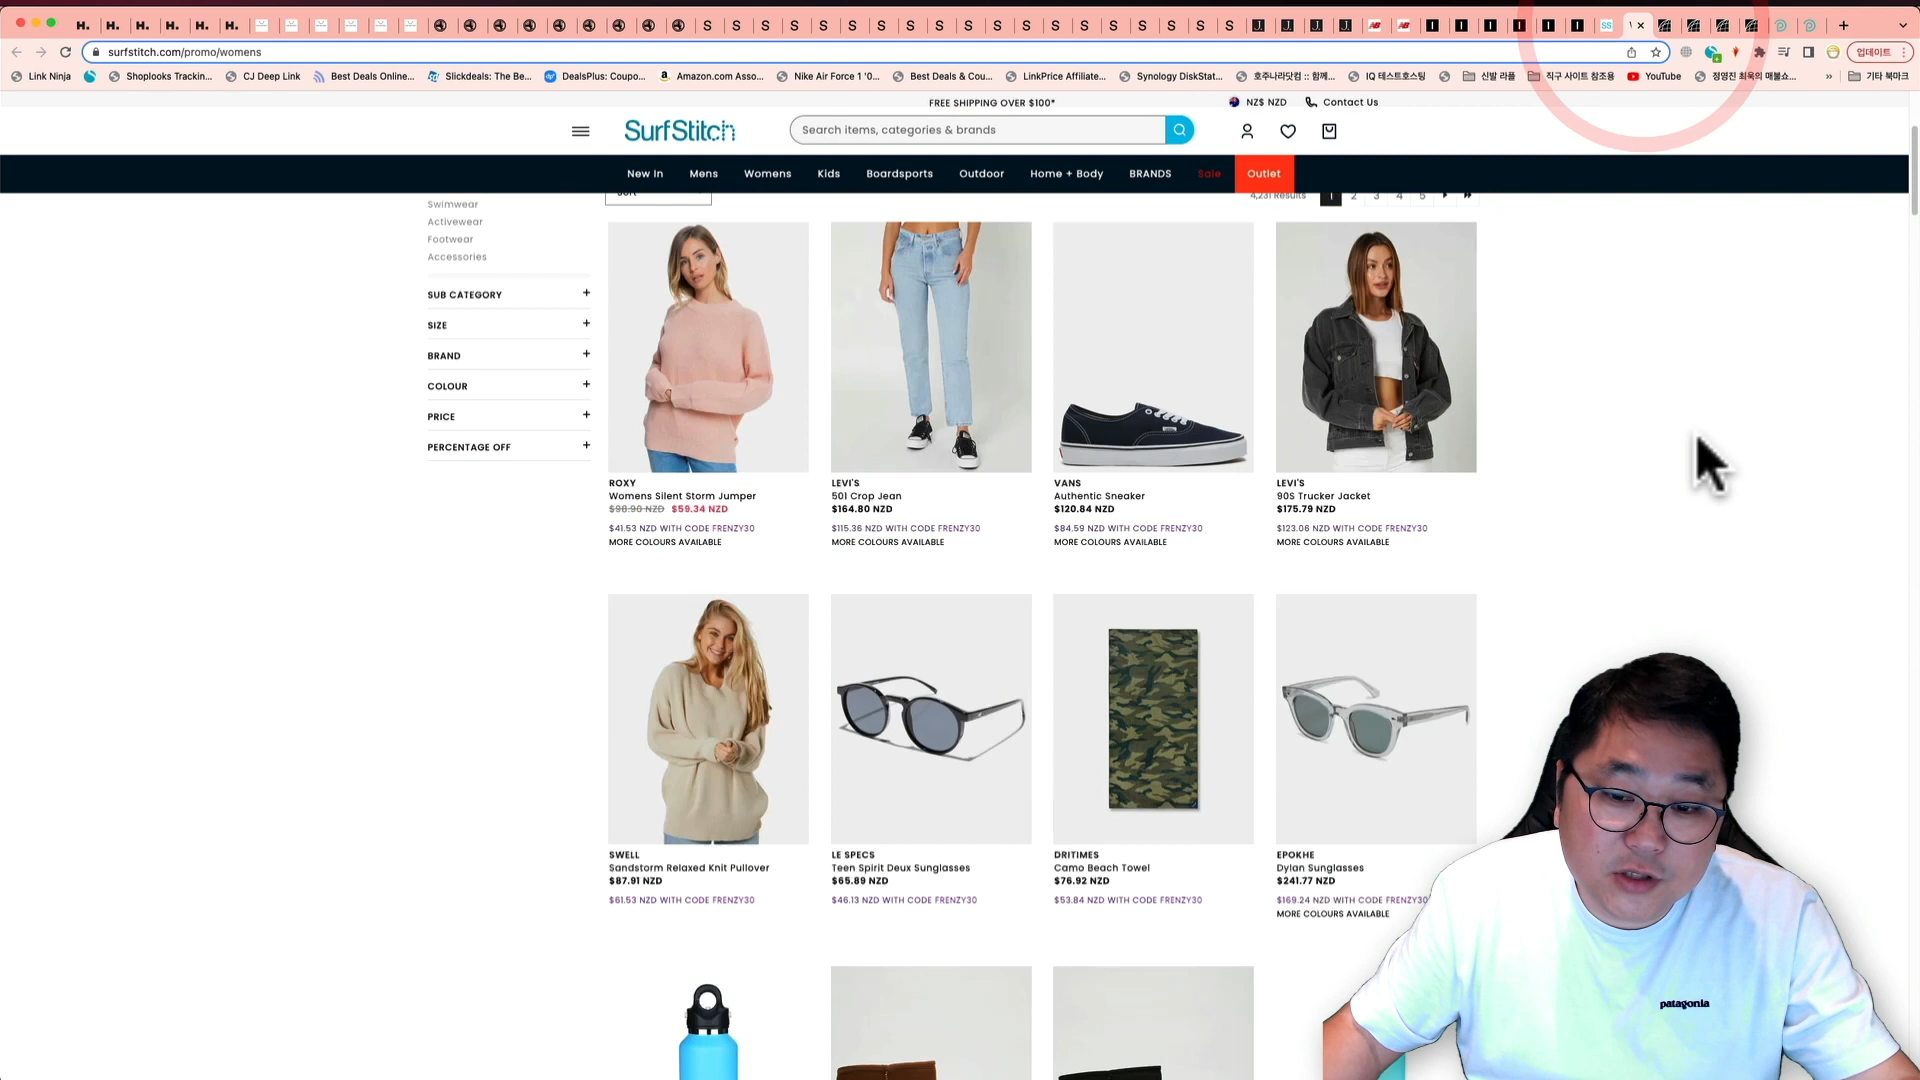 H. H. H. H. H. H. S S S S S S S S S S S S S S S S S S S J J J J NB NB I I I I I I SS
surfstitch.com/promo/womens
업데이트
Link Ninja
Shoplooks Trackin...
CJ Deep Link
Best Deals Online...
Slickdeals: The Be...
DealsPlus: Coupo...
Amazon.com Asso...
Nike Air Force 1 '0...
Best Deals & Cou...
LinkPrice Affiliate...
Synology DiskStat...
호주나라닷컴 :: 함께...
IQ 테스트호스팅
신발 라플
직구 사이트 참조용
YouTube
정영진 최욱의 매불쇼...
»
기타 북마크
FREE SHIPPING OVER $100*
NZ$ NZD
Contact Us
SurfStitch
Search items, categories & brands
New In
Mens
Womens
Kids
Boardsports
Outdoor
Home + Body
BRANDS
Sale
Outlet
Sort
4,231 Results
1 2 3 4 5
Swimwear
Activewear
Footwear
Accessories
SUB CATEGORY +
SIZE +
BRAND +
COLOUR +
PRICE +
PERCENTAGE OFF +
ROXY
Womens Silent Storm Jumper
$98.90 NZD $59.34 NZD
$41.53 NZD WITH CODE FRENZY30
MORE COLOURS AVAILABLE
LEVI'S
501 Crop Jean
$164.80 NZD
$115.36 NZD WITH CODE FRENZY30
MORE COLOURS AVAILABLE
VANS
Authentic Sneaker
$120.84 NZD
$84.59 NZD WITH CODE FRENZY30
MORE COLOURS AVAILABLE
LEVI'S
90S Trucker Jacket
$175.79 NZD
$123.06 NZD WITH CODE FRENZY30
MORE COLOURS AVAILABLE
SWELL
Sandstorm Relaxed Knit Pullover
$87.91 NZD
$61.53 NZD WITH CODE FRENZY30
LE SPECS
Teen Spirit Deux Sunglasses
$65.89 NZD
$46.13 NZD WITH CODE FRENZY30
DRITIMES
Camo Beach Towel
$76.92 NZD
$53.84 NZD WITH CODE FRENZY30
EPOKHE
Dylan Sunglasses
$241.77 NZD
$169.24 NZD WITH CODE FRENZY30
MORE COLOURS AVAILABLE
patagonia